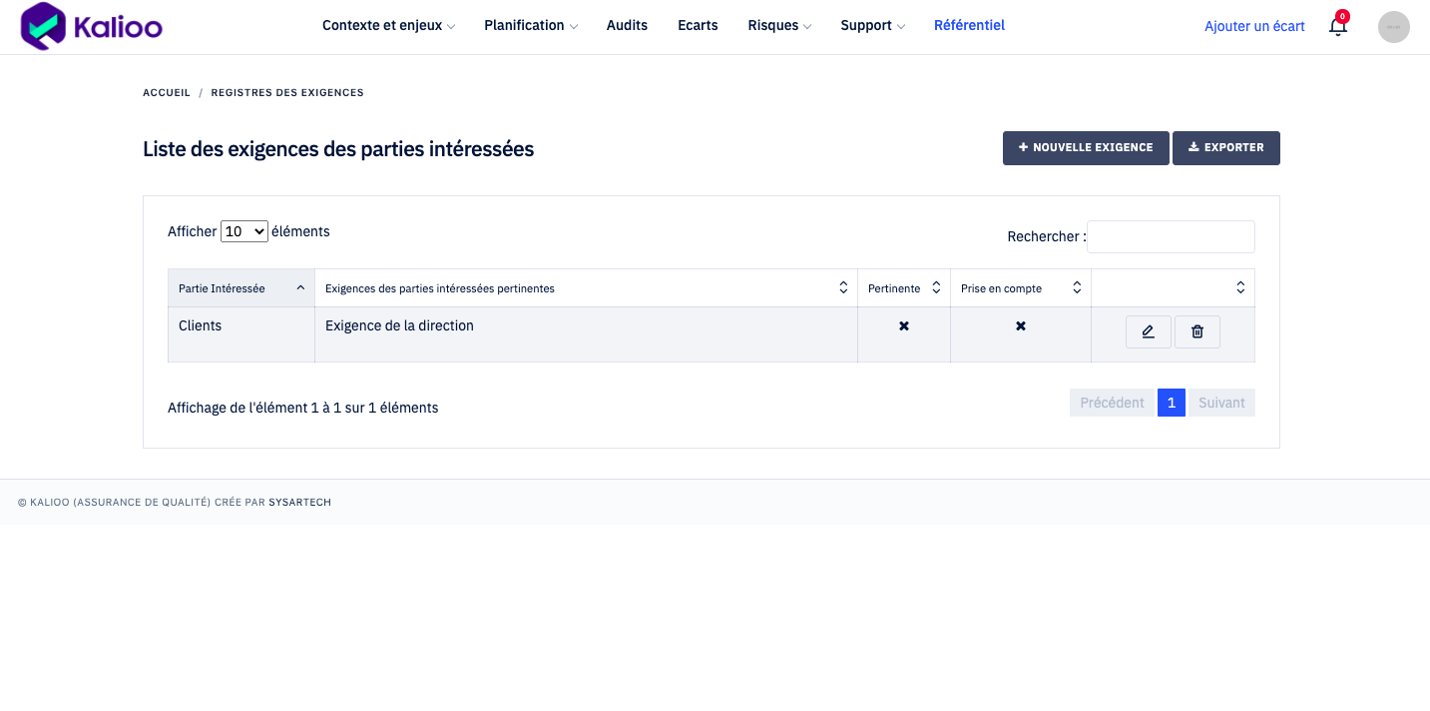 Kalioo
Contexte et enjeux Planification Audits Ecarts Risques Support Référentiel Ajouter un écart 0
ACCUEIL / REGISTRES DES EXIGENCES
Liste des exigences des parties intéressées
NOUVELLE EXIGENCE EXPORTER
Afficher 10 éléments
Rechercher :
Partie Intéressée Exigences des parties intéressées pertinentes Pertinente Prise en compte
Clients Exigence de la direction
Affichage de l'élément 1 à 1 sur 1 éléments
Précédent 1 Suivant
© KALIOO (ASSURANCE DE QUALITÉ) CRÉE PAR SYSARTECH